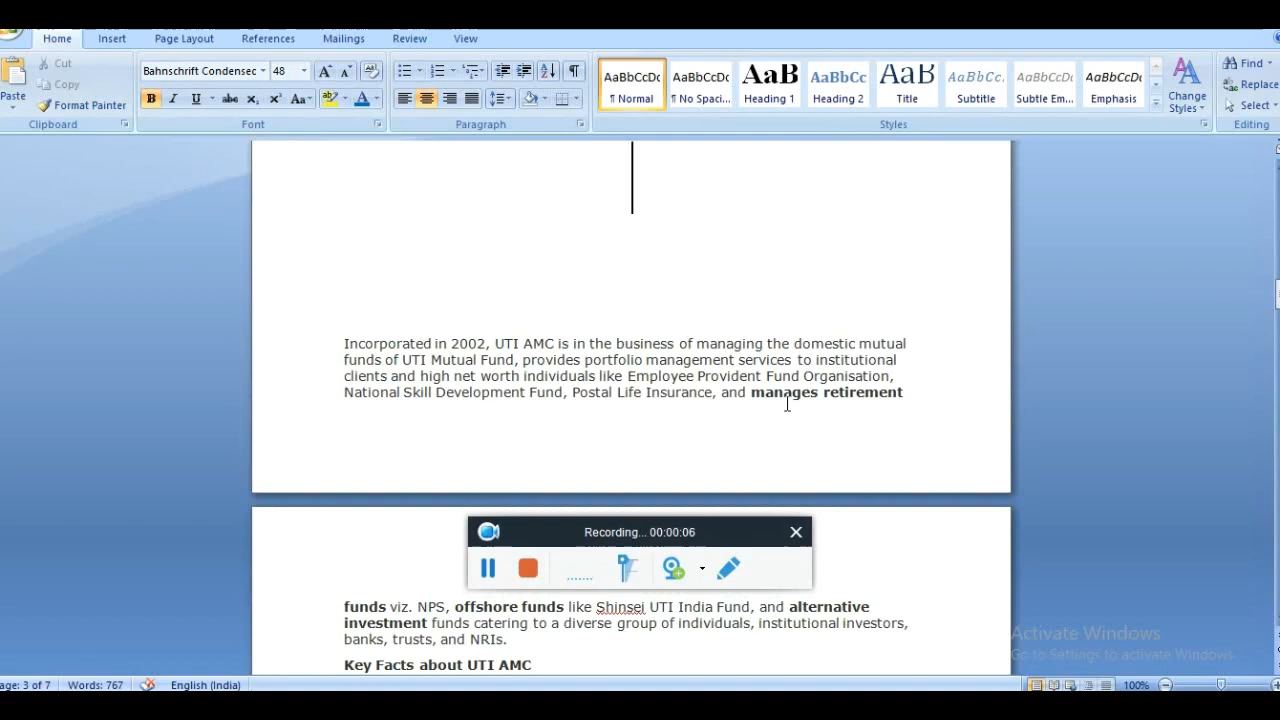 Home Insert Page Layout References Mailings Review View
Cut
Copy
Paste
Format Painter
Clipboard
Bahnschrift Condensec 48
Font
Paragraph
AaBbCcDc AaBbCcDc AaB AaBbCc AaB AaBbCc. AaBbCcDc AaBbCcDc
¶ Normal ¶ No Spaci... Heading 1 Heading 2 Title Subtitle Subtle Em... Emphasis
Styles
Change
Styles
Find
Replace
Select
Editing
Incorporated in 2002, UTI AMC is in the business of managing the domestic mutual
funds of UTI Mutual Fund, provides portfolio management services to institutional
clients and high net worth individuals like Employee Provident Fund Organisation,
National Skill Development Fund, Postal Life Insurance, and manages retirement
Recording... 00:00:06
funds viz. NPS, offshore funds like Shinsei UTI India Fund, and alternative
investment funds catering to a diverse group of individuals, institutional investors,
banks, trusts, and NRIs.
Key Facts about UTI AMC
Activate Windows
Go to Settings to activate Windows.
age: 3 of 7 Words: 767 English (India) 100%